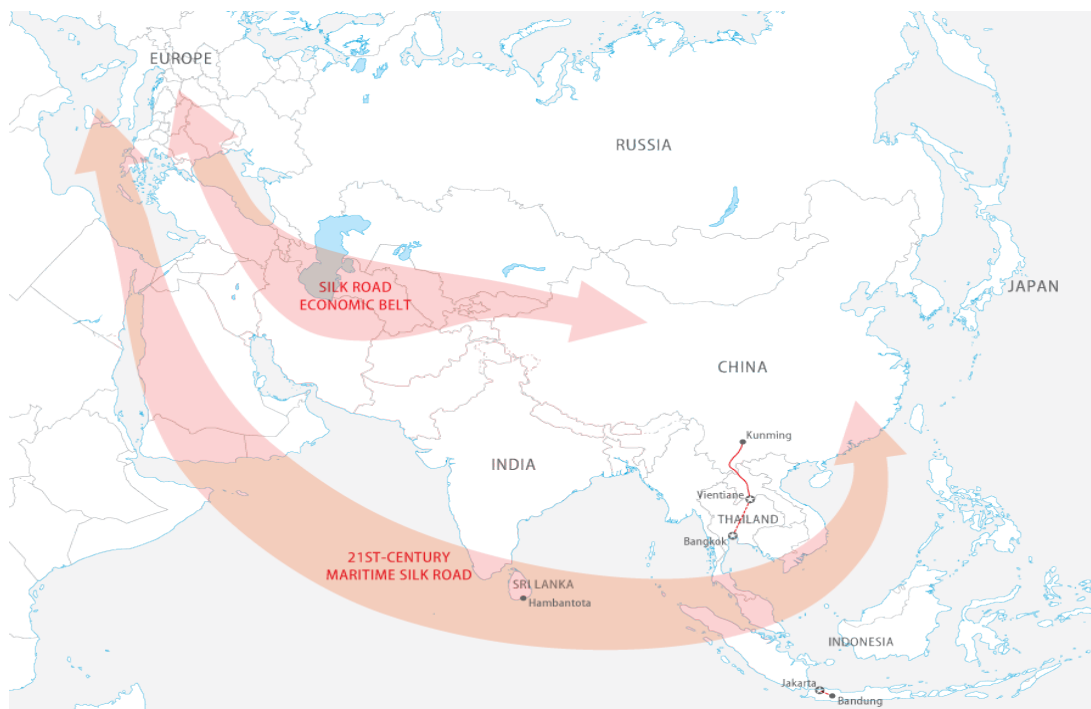 EUROPE
RUSSIA
JAPAN
SILK ROAD
ECONOMIC BELT
CHINA
Kunming
INDIA
Vientiane
THAILAND
Bangkok
21ST-CENTURY
MARITIME SILK ROAD
SRI LANKA
Hambantota
INDONESIA
Jakarta
Bandung